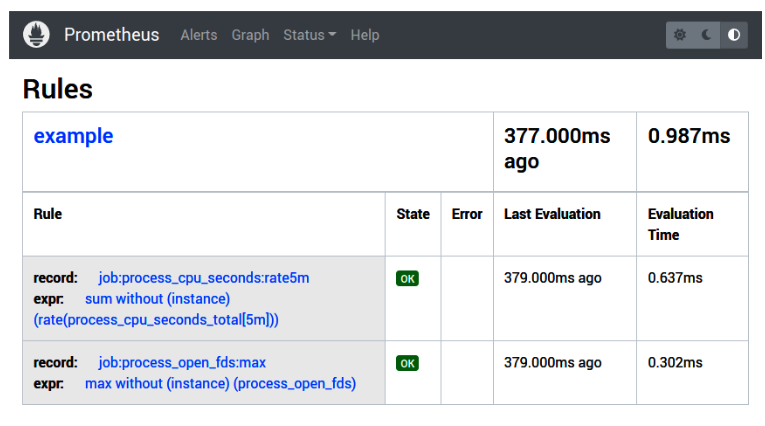 Prometheus Alerts Graph Status Help
Rules
example 377.000ms ago 0.987ms
Rule State Error Last Evaluation Evaluation Time
record: job:process_cpu_seconds:rate5m OK 379.000ms ago 0.637ms
expr: sum without (instance)
(rate(process_cpu_seconds_total[5m]))
record: job:process_open_fds:max OK 379.000ms ago 0.302ms
expr: max without (instance) (process_open_fds)